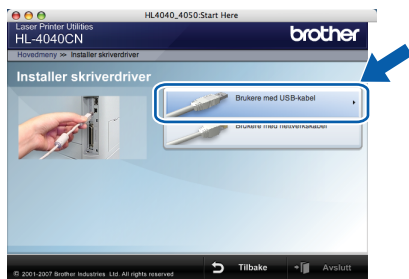 HL4040_4050:Start Here
Laser Printer Utilities
HL-4040CN
brother
Hovedmeny >> Installer skriverdriver
Installer skriverdriver
Brukere med USB-kabel
Brukere med nettverkskabel
Tilbake
Avslutt
© 2001-2007 Brother Industries Ltd. All rights reserved